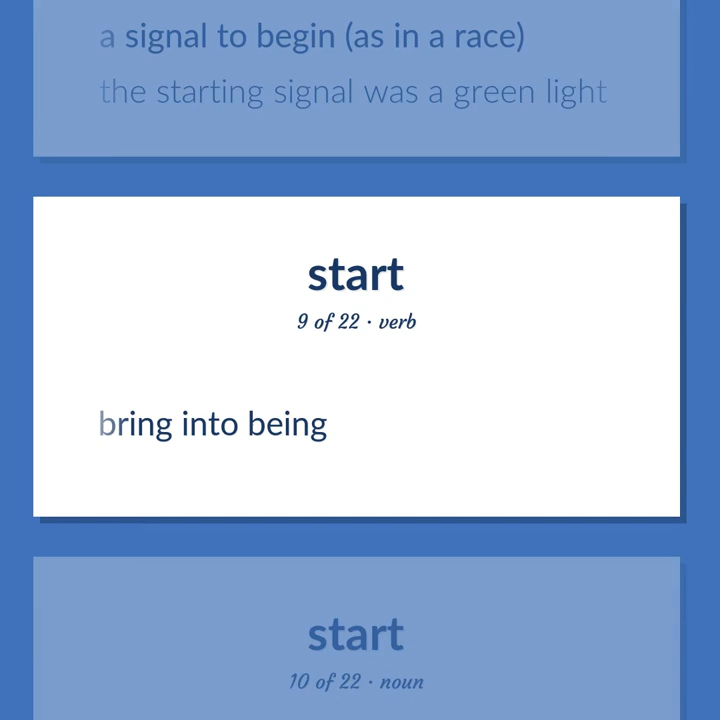 a signal to begin (as in a race)
the starting signal was a green light
start
9 of 22 · verb
bring into being
start
10 of 22 · noun